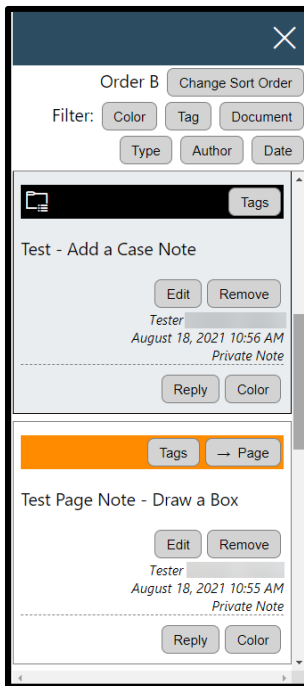 Order B Change Sort Order
Filter: Color Tag Document
Type Author Date
Tags
Test - Add a Case Note
Edit Remove
Tester
August 18, 2021 10:56 AM
Private Note
Reply Color
Tags → Page
Test Page Note - Draw a Box
Edit Remove
Tester
August 18, 2021 10:55 AM
Private Note
Reply Color